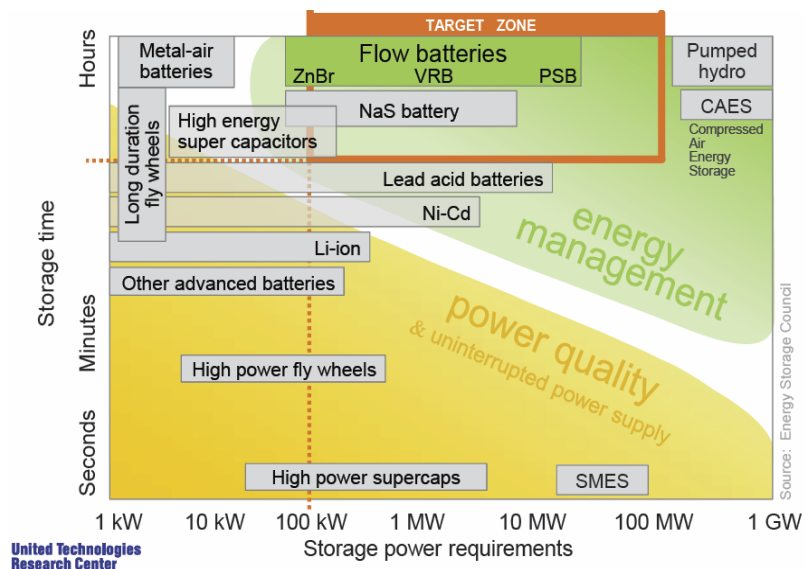 TARGET ZONE
Hours
Minutes
Seconds
Storage time
Metal-air
batteries
Flow batteries
ZnBr VRB PSB
Pumped
hydro
NaS battery
CAES
Compressed
Air
Energy
Storage
High energy
super capacitors
Long duration
fly wheels
Lead acid batteries
Ni-Cd
Li-ion
Other advanced batteries
energy
management
power quality
& uninterrupted power supply
High power fly wheels
High power supercaps
SMES
Source: Energy Storage Council
1 kW 10 kW 100 kW 1 MW 10 MW 100 MW 1 GW
Storage power requirements
United Technologies
Research Center